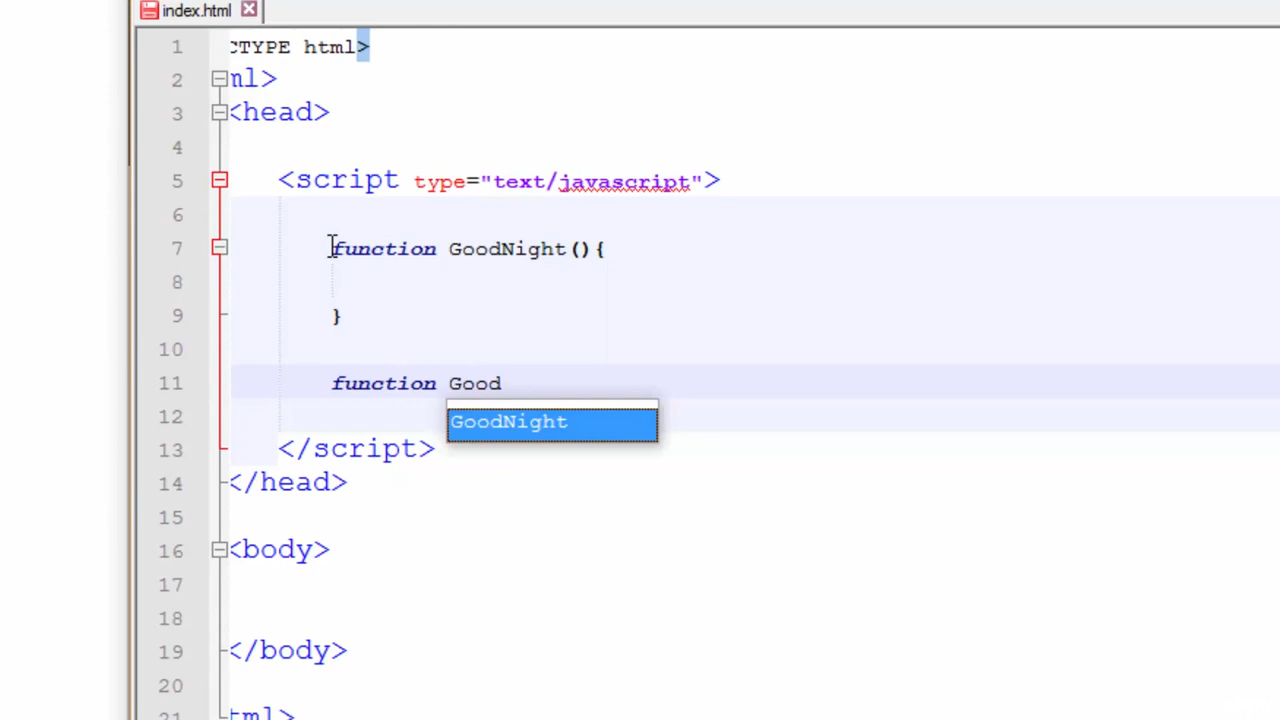 index.html
1 CTYPE html>
2 ml>
3 <head>
4
5 <script type="text/javascript">
6
7 function GoodNight(){
8
9 }
10
11 function Good
GoodNight
12
13 </script>
14 </head>
15
16 <body>
17
18
19 </body>
20
21 tml>